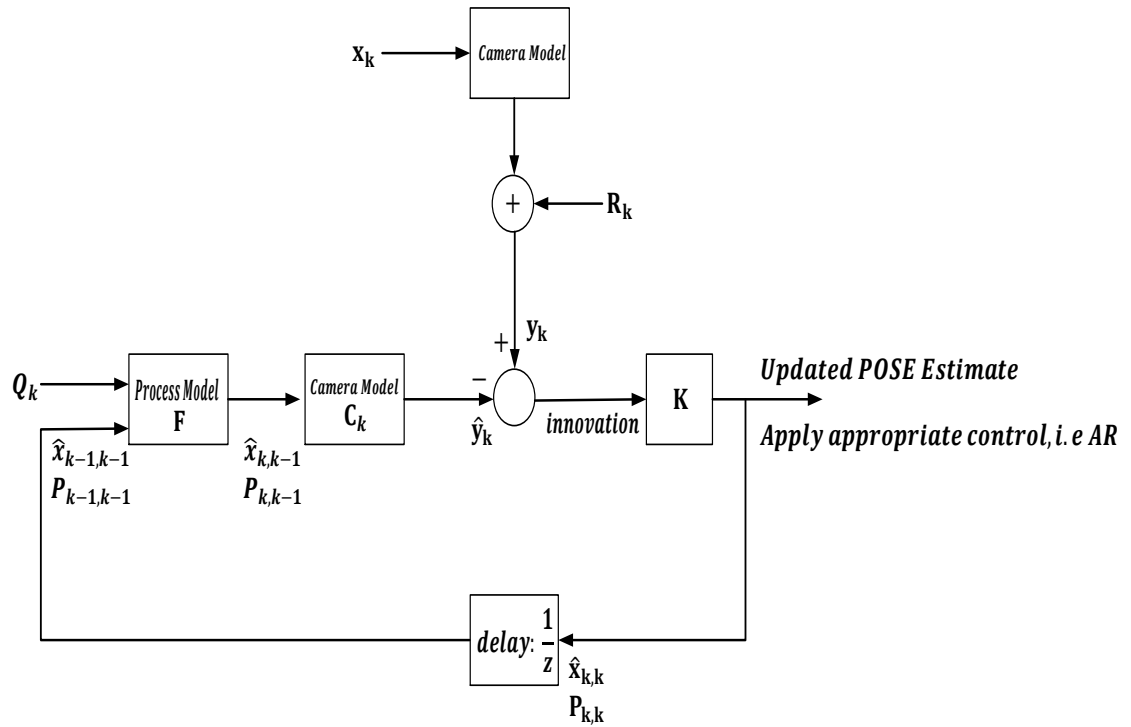 x_k
Camera Model
+
R_k
y_k
+
Q_k
Process Model
F
Camera Model
C_k
−
ŷ_k
innovation
K
Updated POSE Estimate
Apply appropriate control, i. e AR
x̂_{k−1,k−1}
P_{k−1,k−1}
x̂_{k,k−1}
P_{k,k−1}
delay: 1/z
x̂_{k,k}
P_{k,k}